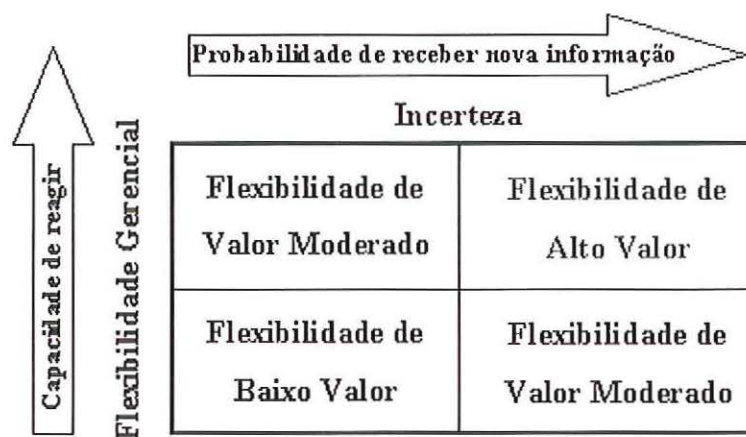 Probabilidade de receber nova informação
Incerteza
Capacidade de reagir
Flexibilidade Gerencial
Flexibilidade de
Valor Moderado
Flexibilidade de
Alto Valor
Flexibilidade de
Baixo Valor
Flexibilidade de
Valor Moderado